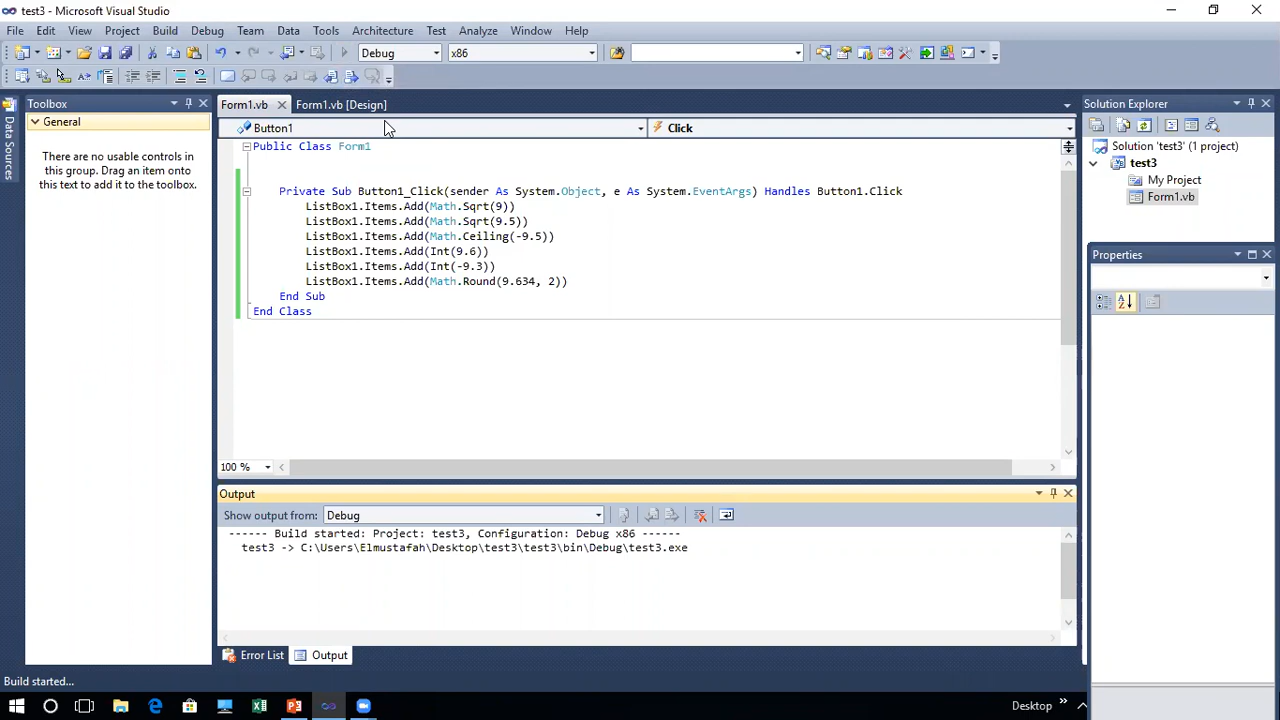 test3 - Microsoft Visual Studio
File Edit View Project Build Debug Team Data Tools Architecture Test Analyze Window Help
Debug x86
Data Sources
Toolbox
General
There are no usable controls in
this group. Drag an item onto
this text to add it to the toolbox.
Form1.vb Form1.vb [Design]
Button1 Click
Public Class Form1
Private Sub Button1_Click(sender As System.Object, e As System.EventArgs) Handles Button1.Click
ListBox1.Items.Add(Math.Sqrt(9))
ListBox1.Items.Add(Math.Sqrt(9.5))
ListBox1.Items.Add(Math.Ceiling(-9.5))
ListBox1.Items.Add(Int(9.6))
ListBox1.Items.Add(Int(-9.3))
ListBox1.Items.Add(Math.Round(9.634, 2))
End Sub
End Class
100 %
Output
Show output from: Debug
------ Build started: Project: test3, Configuration: Debug x86 ------
test3 -> C:\Users\Elmustafah\Desktop\test3\test3\bin\Debug\test3.exe
Error List Output
Solution Explorer
Solution 'test3' (1 project)
test3
My Project
Form1.vb
Properties
Build started...
Desktop